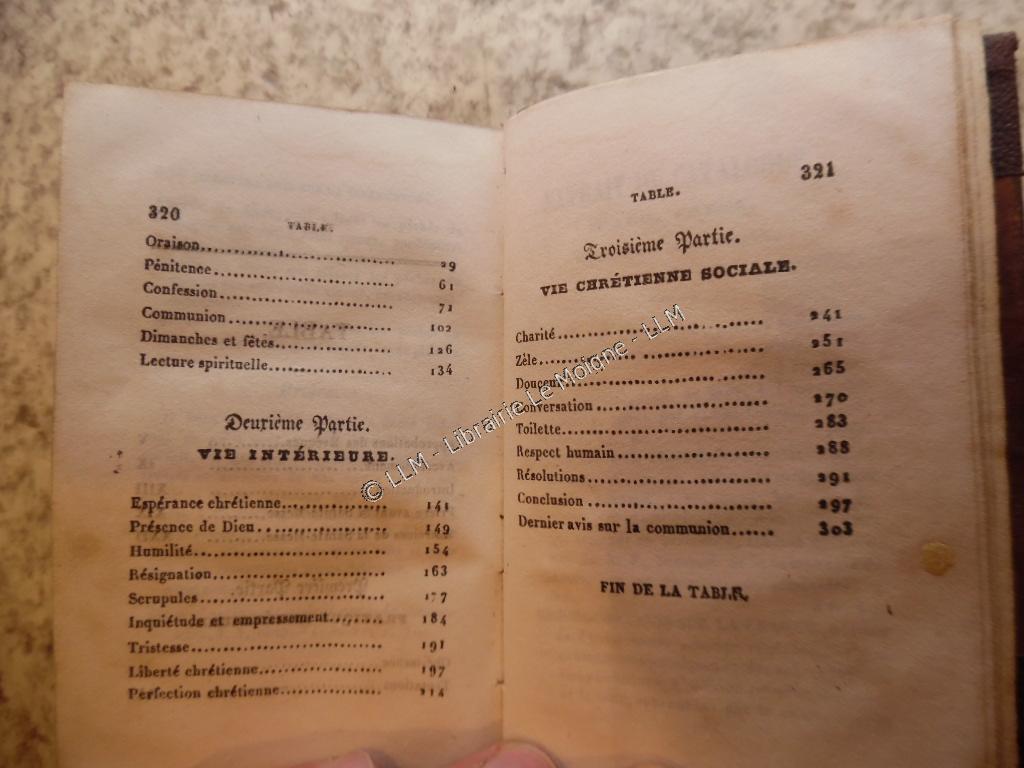 320
TABLE.
Oraison........................ 29
Pénitence........................ 61
Confession........................ 71
Communion........................ 102
Dimanches et fêtes................ 126
Lecture spirituelle................ 134
Deuxième Partie.
VIE INTÉRIEURE.
Espérance chrétienne............... 141
Présence de Dieu................. 149
Humilité........................ 154
Résignation........................ 163
Scrupules........................ 177
Inquiétude et empressement......... 184
Tristesse........................ 191
Liberté chrétienne................ 197
Perfection chrétienne.............. 214
321
TABLE.
Troisième Partie.
VIE CHRÉTIENNE SOCIALE.
Charité........................ 241
Zèle........................ 251
Douceur........................ 265
Conversation........................ 270
Toilette........................ 283
Respect humain................... 288
Résolutions........................ 291
Conclusion........................ 297
Dernier avis sur la communion...... 303
FIN DE LA TABLE.
© LLM - Librairie Le Moigne - LLM